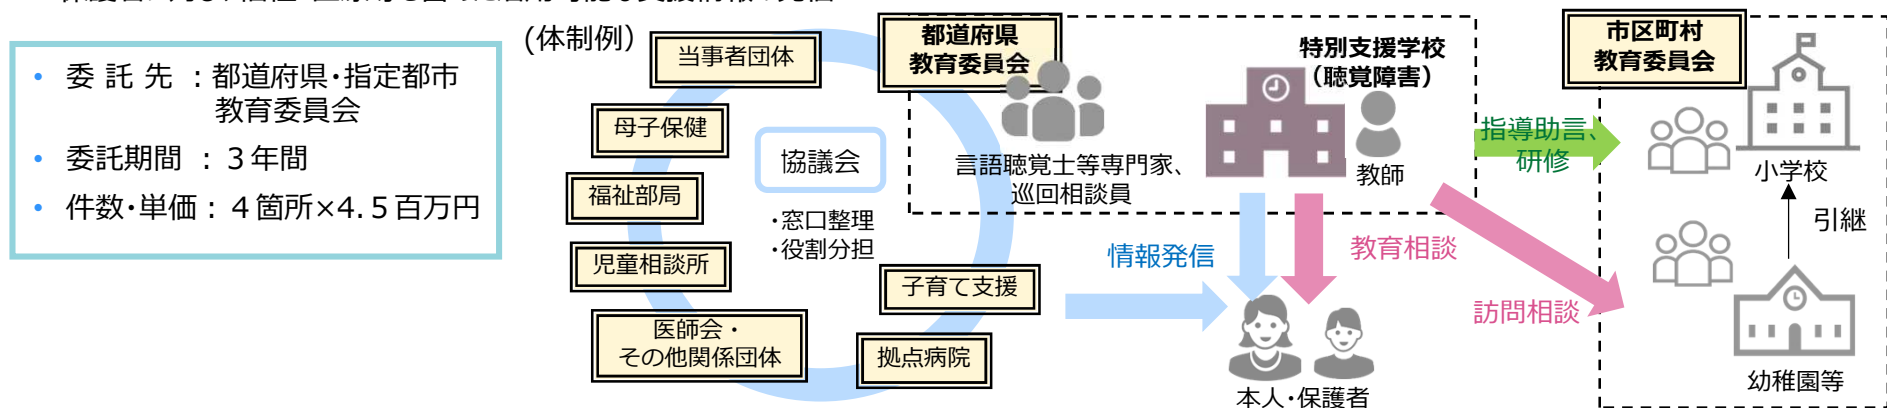 (体制例)
• 委 託 先 ：都道府県・指定都市
教育委員会
• 委託期間 ：３年間
• 件数・単価：４箇所×4.５百万円
当事者団体
母子保健
福祉部局
児童相談所
医師会・
その他関係団体
拠点病院
子育て支援
協議会
・窓口整理
・役割分担
都道府県
教育委員会
言語聴覚士等専門家、
巡回相談員
特別支援学校
（聴覚障害）
教師
情報発信
教育相談
本人・保護者
指導助言、
研修
訪問相談
市区町村
教育委員会
小学校
引継
幼稚園等